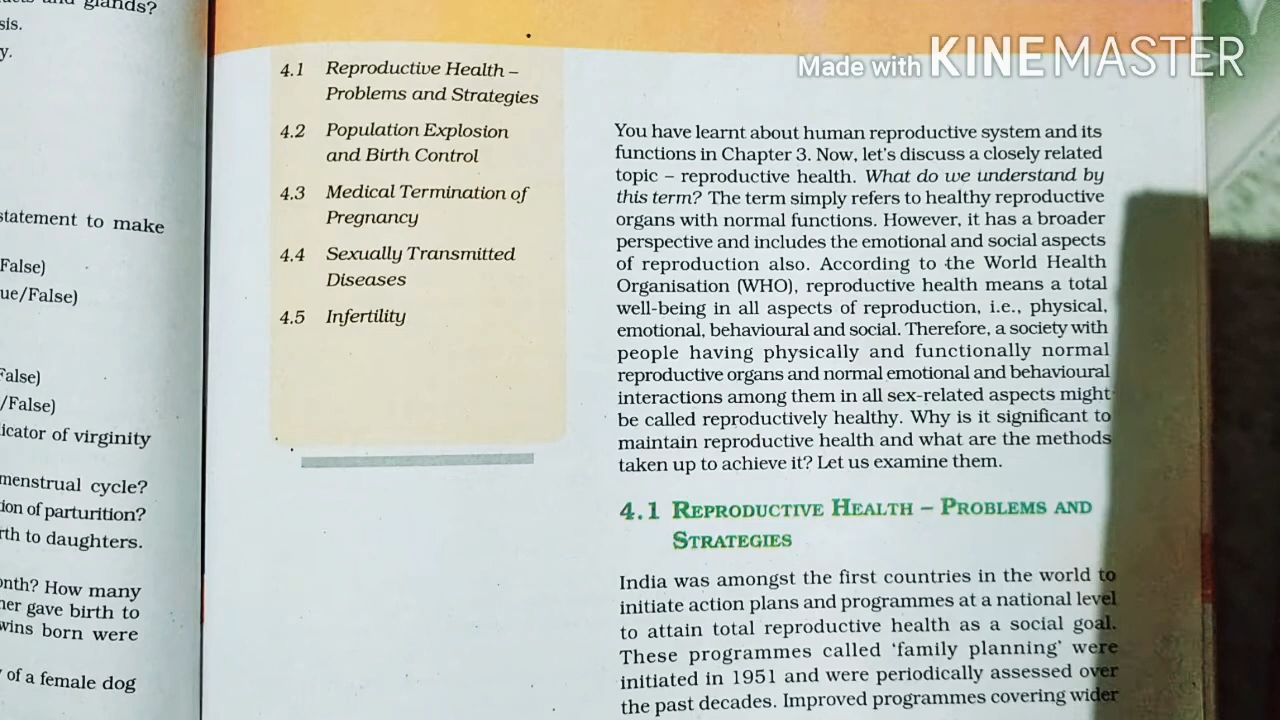 glands?
sis.
y.
statement to make
False)
ue/False)
False)
/False)
icator of virginity
menstrual cycle?
ion of parturition?
rth to daughters.
onth? How many
her gave birth to
wins born were
of a female dog
Made with KINEMASTER
4.1 Reproductive Health –
Problems and Strategies
4.2 Population Explosion
and Birth Control
4.3 Medical Termination of
Pregnancy
4.4 Sexually Transmitted
Diseases
4.5 Infertility
You have learnt about human reproductive system and its
functions in Chapter 3. Now, let's discuss a closely related
topic – reproductive health. What do we understand by
this term? The term simply refers to healthy reproductive
organs with normal functions. However, it has a broader
perspective and includes the emotional and social aspects
of reproduction also. According to the World Health
Organisation (WHO), reproductive health means a total
well-being in all aspects of reproduction, i.e., physical,
emotional, behavioural and social. Therefore, a society with
people having physically and functionally normal
reproductive organs and normal emotional and behavioural
interactions among them in all sex-related aspects might
be called reproductively healthy. Why is it significant to
maintain reproductive health and what are the methods
taken up to achieve it? Let us examine them.
4.1 REPRODUCTIVE HEALTH – PROBLEMS AND
STRATEGIES
India was amongst the first countries in the world to
initiate action plans and programmes at a national level
to attain total reproductive health as a social goal.
These programmes called 'family planning' were
initiated in 1951 and were periodically assessed over
the past decades. Improved programmes covering wider